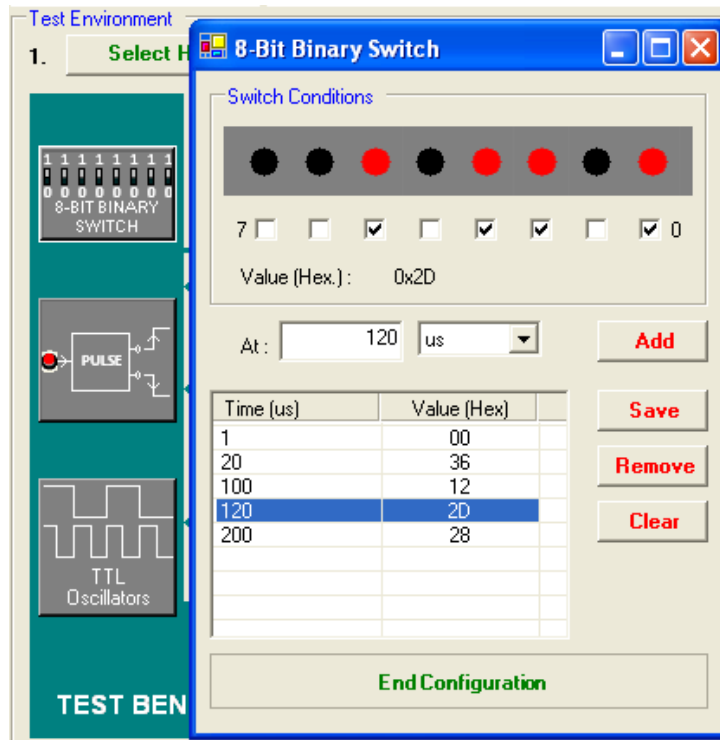 Test Environment
1. Select H
8-Bit Binary Switch
Switch Conditions
7 0
Value (Hex.) : 0x2D
At : 120 us Add
Time (us) Value (Hex)
1 00
20 36
100 12
120 2D
200 28
Save
Remove
Clear
End Configuration
1 1 1 1 1 1 1 1
0 0 0 0 0 0 0 0
8-BIT BINARY
SWITCH
PULSE
TTL
Oscillators
TEST BEN